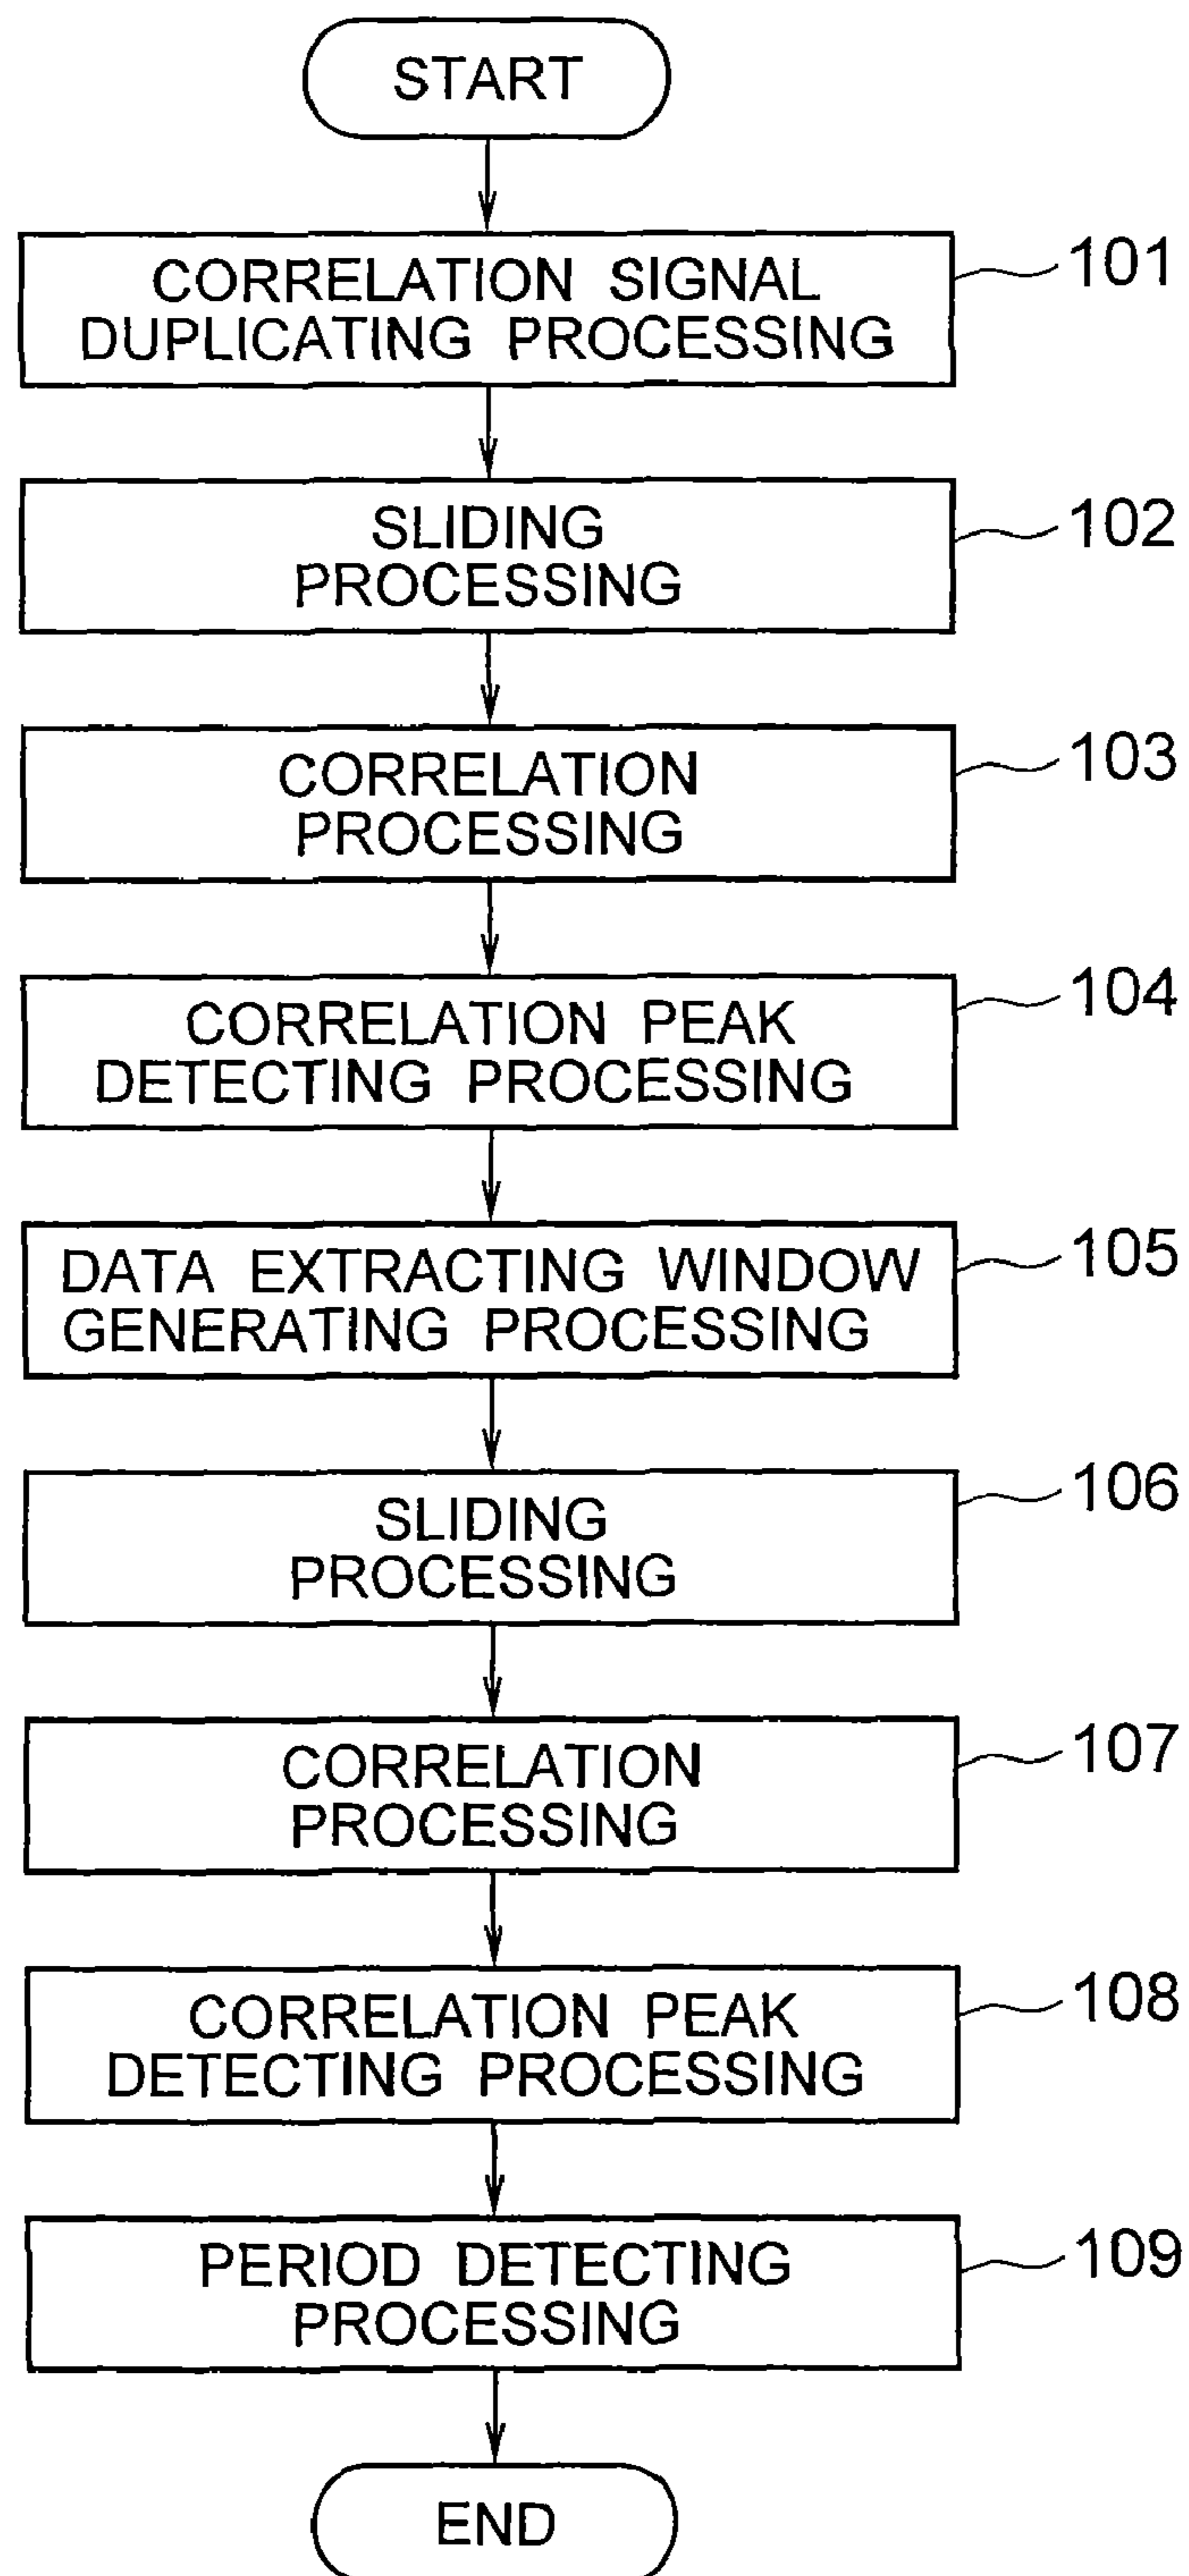 START
CORRELATION SIGNAL
DUPLICATING PROCESSING
101
SLIDING
PROCESSING
102
CORRELATION
PROCESSING
103
CORRELATION PEAK
DETECTING PROCESSING
104
DATA EXTRACTING WINDOW
GENERATING PROCESSING
105
SLIDING
PROCESSING
106
CORRELATION
PROCESSING
107
CORRELATION PEAK
DETECTING PROCESSING
108
PERIOD DETECTING
PROCESSING
109
END